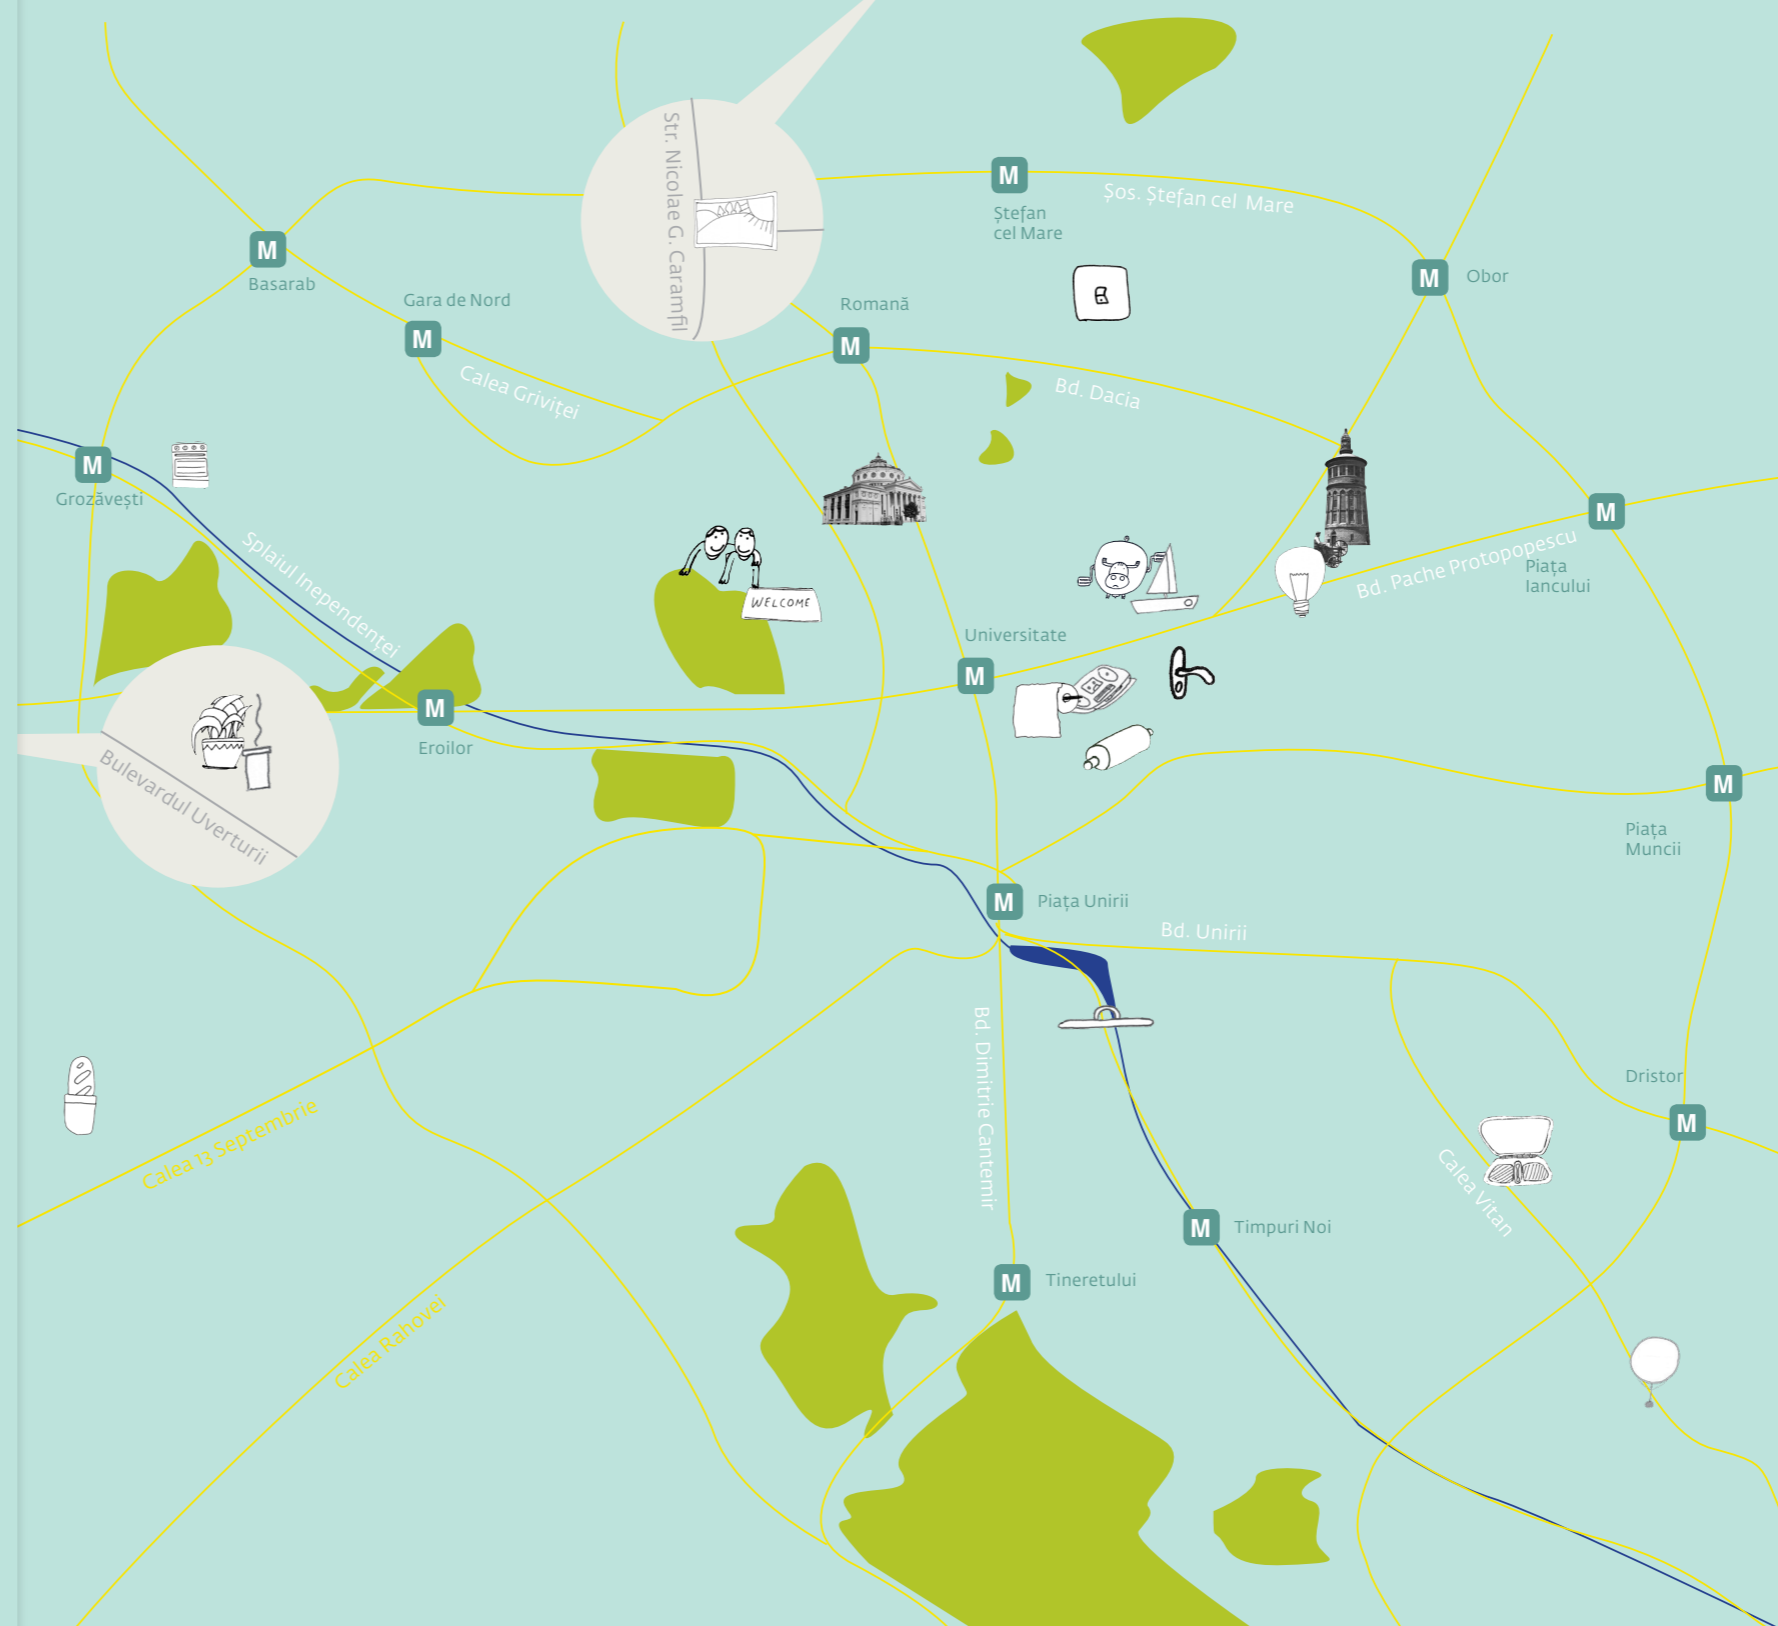 Str. Nicolae G. Caramfil
M
Ștefan
cel Mare
Șos. Ștefan cel Mare
M
Basarab
M
Obor
Gara de Nord
M
Romană
M
Calea Griviței
Bd. Dacia
M
Grozăvești
M
Piața
Iancului
Splaiul Inependenței
Bd. Pache Protopopescu
WELCOME
Universitate
M
M
Eroilor
Bulevardul Uverturii
M
Piața
Muncii
M
Piața Unirii
Bd. Unirii
Bd. Dimitrie Cantemir
Dristor
M
Calea 13 Septembrie
Calea Vitan
M
Timpuri Noi
M
Tineretului
Calea Rahovei